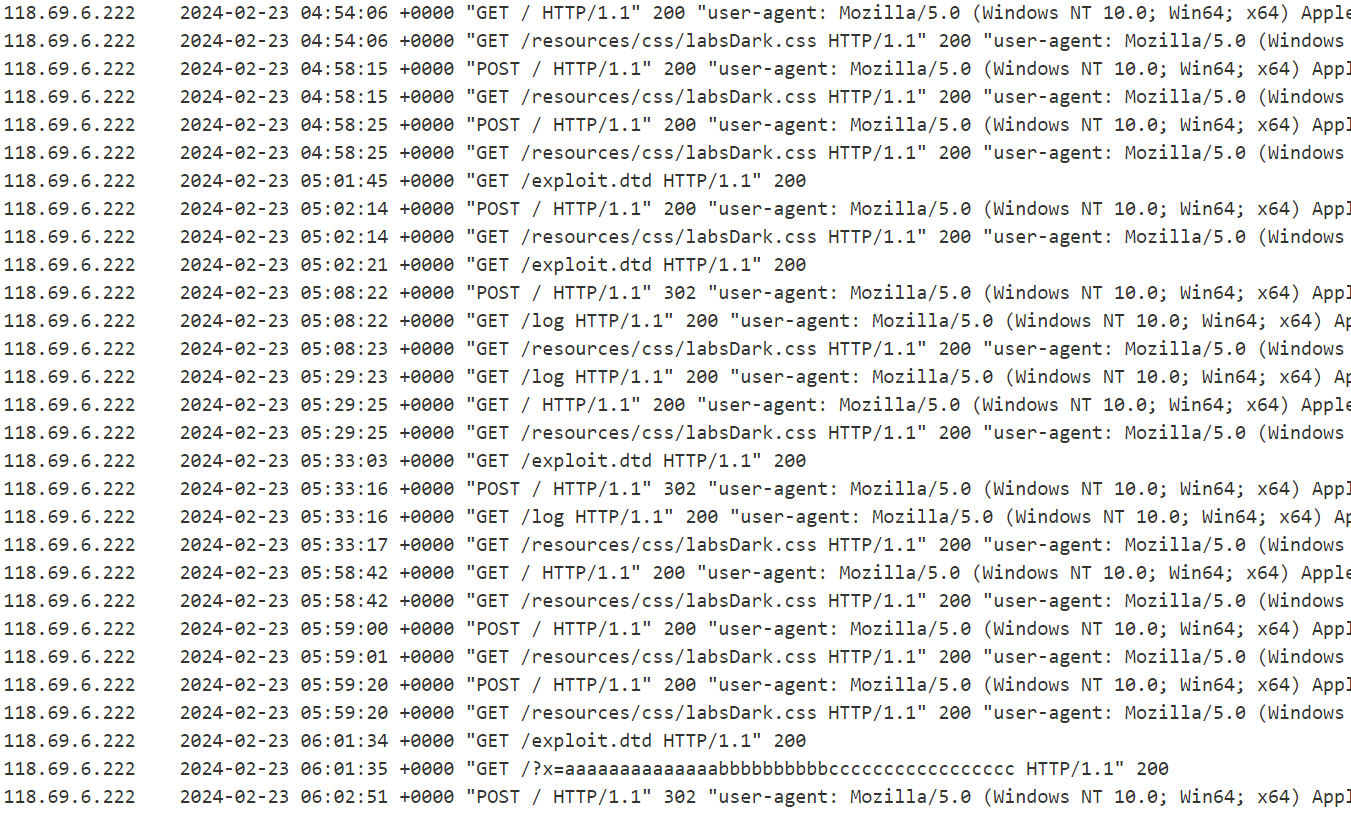 118.69.6.222 2024-02-23 04:54:06 +0000 "GET / HTTP/1.1" 200 "user-agent: Mozilla/5.0 (Windows NT 10.0; Win64; x64) Apple
118.69.6.222 2024-02-23 04:54:06 +0000 "GET /resources/css/labsDark.css HTTP/1.1" 200 "user-agent: Mozilla/5.0 (Windows
118.69.6.222 2024-02-23 04:58:15 +0000 "POST / HTTP/1.1" 200 "user-agent: Mozilla/5.0 (Windows NT 10.0; Win64; x64) Appl
118.69.6.222 2024-02-23 04:58:15 +0000 "GET /resources/css/labsDark.css HTTP/1.1" 200 "user-agent: Mozilla/5.0 (Windows
118.69.6.222 2024-02-23 04:58:25 +0000 "POST / HTTP/1.1" 200 "user-agent: Mozilla/5.0 (Windows NT 10.0; Win64; x64) Appl
118.69.6.222 2024-02-23 04:58:25 +0000 "GET /resources/css/labsDark.css HTTP/1.1" 200 "user-agent: Mozilla/5.0 (Windows
118.69.6.222 2024-02-23 05:01:45 +0000 "GET /exploit.dtd HTTP/1.1" 200
118.69.6.222 2024-02-23 05:02:14 +0000 "POST / HTTP/1.1" 200 "user-agent: Mozilla/5.0 (Windows NT 10.0; Win64; x64) Appl
118.69.6.222 2024-02-23 05:02:14 +0000 "GET /resources/css/labsDark.css HTTP/1.1" 200 "user-agent: Mozilla/5.0 (Windows
118.69.6.222 2024-02-23 05:02:21 +0000 "GET /exploit.dtd HTTP/1.1" 200
118.69.6.222 2024-02-23 05:08:22 +0000 "POST / HTTP/1.1" 302 "user-agent: Mozilla/5.0 (Windows NT 10.0; Win64; x64) Appl
118.69.6.222 2024-02-23 05:08:22 +0000 "GET /log HTTP/1.1" 200 "user-agent: Mozilla/5.0 (Windows NT 10.0; Win64; x64) Ap
118.69.6.222 2024-02-23 05:08:23 +0000 "GET /resources/css/labsDark.css HTTP/1.1" 200 "user-agent: Mozilla/5.0 (Windows
118.69.6.222 2024-02-23 05:29:23 +0000 "GET /log HTTP/1.1" 200 "user-agent: Mozilla/5.0 (Windows NT 10.0; Win64; x64) Ap
118.69.6.222 2024-02-23 05:29:25 +0000 "GET / HTTP/1.1" 200 "user-agent: Mozilla/5.0 (Windows NT 10.0; Win64; x64) Apple
118.69.6.222 2024-02-23 05:29:25 +0000 "GET /resources/css/labsDark.css HTTP/1.1" 200 "user-agent: Mozilla/5.0 (Windows
118.69.6.222 2024-02-23 05:33:03 +0000 "GET /exploit.dtd HTTP/1.1" 200
118.69.6.222 2024-02-23 05:33:16 +0000 "POST / HTTP/1.1" 302 "user-agent: Mozilla/5.0 (Windows NT 10.0; Win64; x64) Appl
118.69.6.222 2024-02-23 05:33:16 +0000 "GET /log HTTP/1.1" 200 "user-agent: Mozilla/5.0 (Windows NT 10.0; Win64; x64) Ap
118.69.6.222 2024-02-23 05:33:17 +0000 "GET /resources/css/labsDark.css HTTP/1.1" 200 "user-agent: Mozilla/5.0 (Windows
118.69.6.222 2024-02-23 05:58:42 +0000 "GET / HTTP/1.1" 200 "user-agent: Mozilla/5.0 (Windows NT 10.0; Win64; x64) Apple
118.69.6.222 2024-02-23 05:58:42 +0000 "GET /resources/css/labsDark.css HTTP/1.1" 200 "user-agent: Mozilla/5.0 (Windows
118.69.6.222 2024-02-23 05:59:00 +0000 "POST / HTTP/1.1" 200 "user-agent: Mozilla/5.0 (Windows NT 10.0; Win64; x64) Appl
118.69.6.222 2024-02-23 05:59:01 +0000 "GET /resources/css/labsDark.css HTTP/1.1" 200 "user-agent: Mozilla/5.0 (Windows
118.69.6.222 2024-02-23 05:59:20 +0000 "POST / HTTP/1.1" 200 "user-agent: Mozilla/5.0 (Windows NT 10.0; Win64; x64) Appl
118.69.6.222 2024-02-23 05:59:20 +0000 "GET /resources/css/labsDark.css HTTP/1.1" 200 "user-agent: Mozilla/5.0 (Windows
118.69.6.222 2024-02-23 06:01:34 +0000 "GET /exploit.dtd HTTP/1.1" 200
118.69.6.222 2024-02-23 06:01:35 +0000 "GET /?x=aaaaaaaaaaaaaabbbbbbbbbbccccccccccccccccc HTTP/1.1" 200
118.69.6.222 2024-02-23 06:02:51 +0000 "POST / HTTP/1.1" 302 "user-agent: Mozilla/5.0 (Windows NT 10.0; Win64; x64) Appl